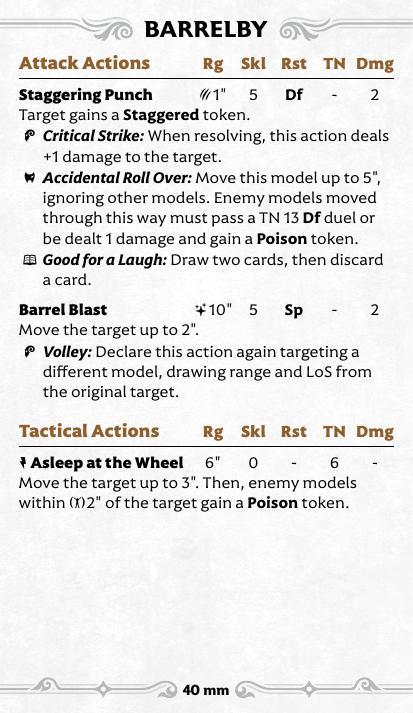 BARRELBY
Attack Actions Rg Skl Rst TN Dmg
Staggering Punch 1" 5 Df - 2
Target gains a Staggered token.
Critical Strike: When resolving, this action deals
+1 damage to the target.
Accidental Roll Over: Move this model up to 5",
ignoring other models. Enemy models moved
through this way must pass a TN 13 Df duel or
be dealt 1 damage and gain a Poison token.
Good for a Laugh: Draw two cards, then discard
a card.
Barrel Blast 10" 5 Sp - 2
Move the target up to 2".
Volley: Declare this action again targeting a
different model, drawing range and LoS from
the original target.
Tactical Actions Rg Skl Rst TN Dmg
Asleep at the Wheel 6" 0 - 6 -
Move the target up to 3". Then, enemy models
within 2" of the target gain a Poison token.
40 mm